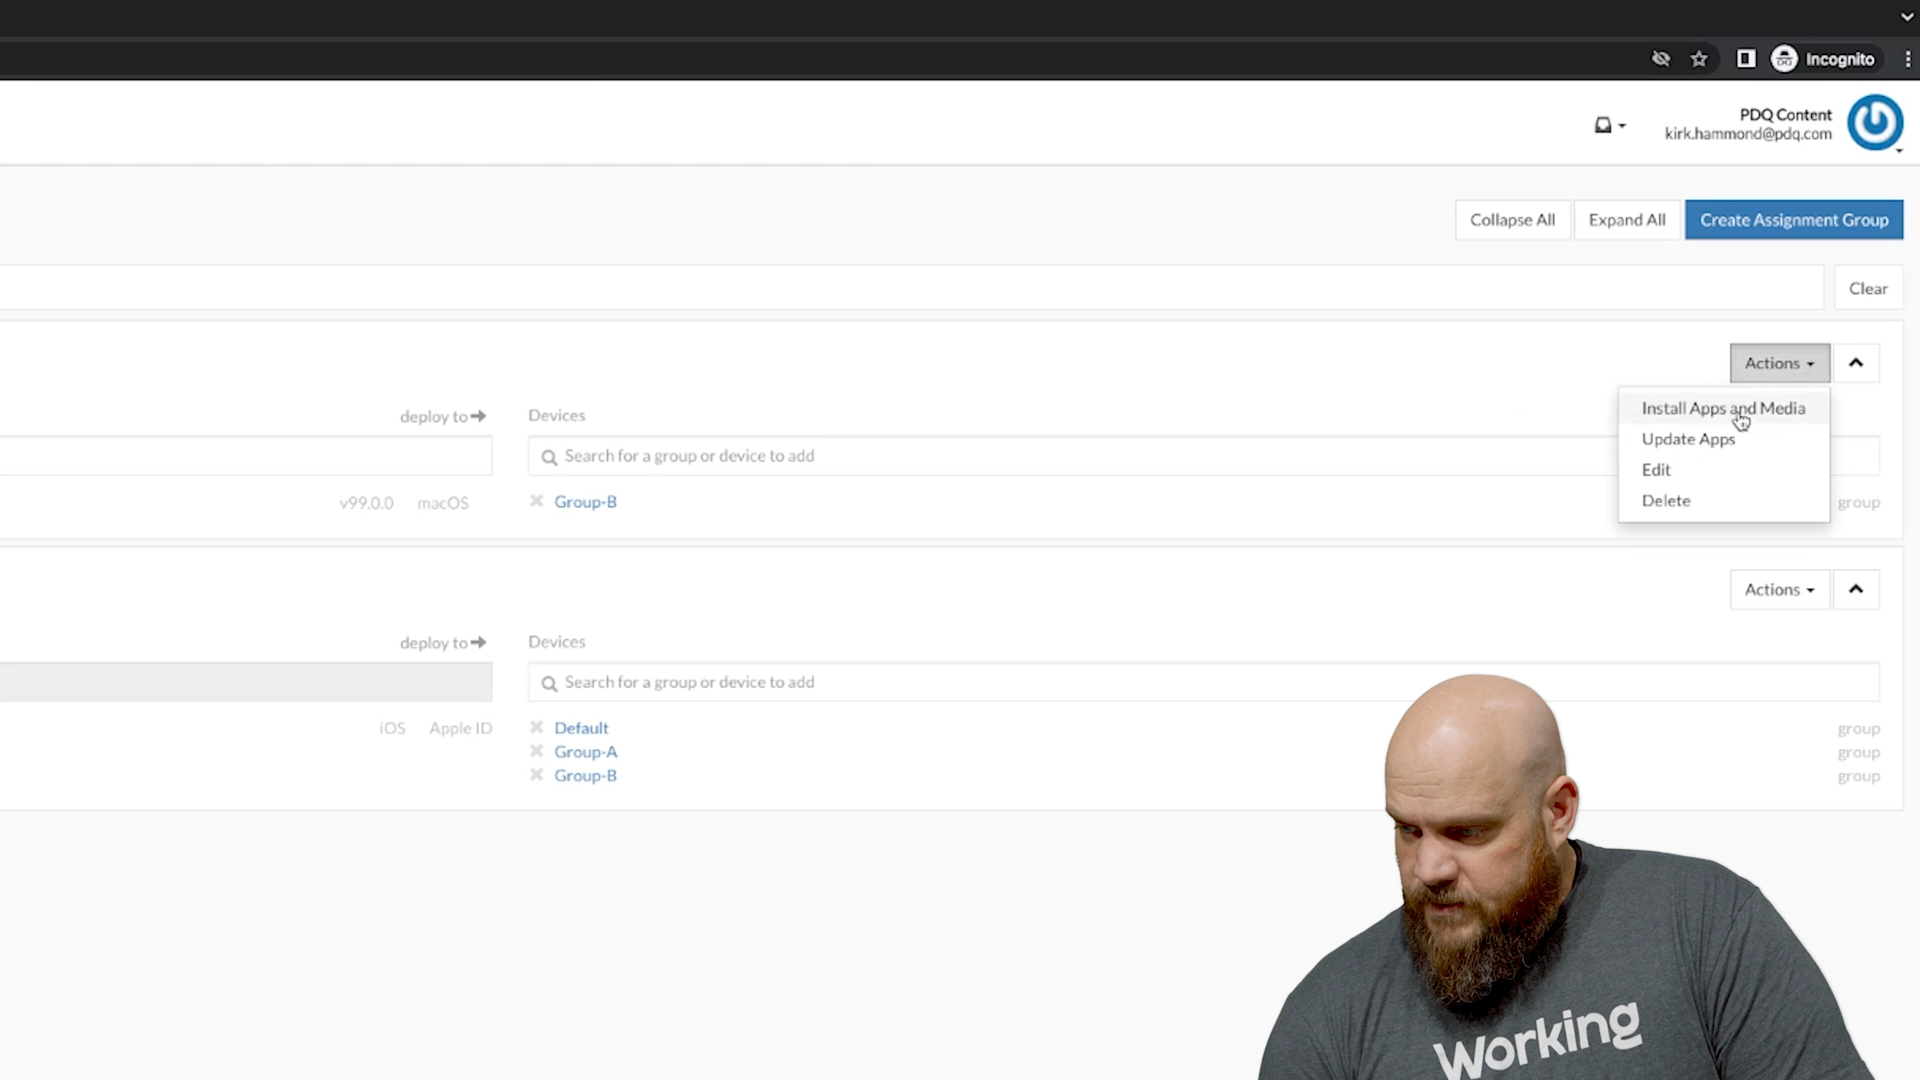 Incognito
PDQ Content
kirk.hammond@pdq.com
Collapse All
Expall All
Create Assignment Group
Clear
Actions
Install Apps and Media
Update Apps
Edit
Delete
deploy to
Devices
Search for a group or device to add
v99.0.0 macOS
Group-B
group
Actions
deploy to
Devices
Search for a group or device to add
iOS Apple ID
Default
group
Group-A
group
Group-B
group
Working